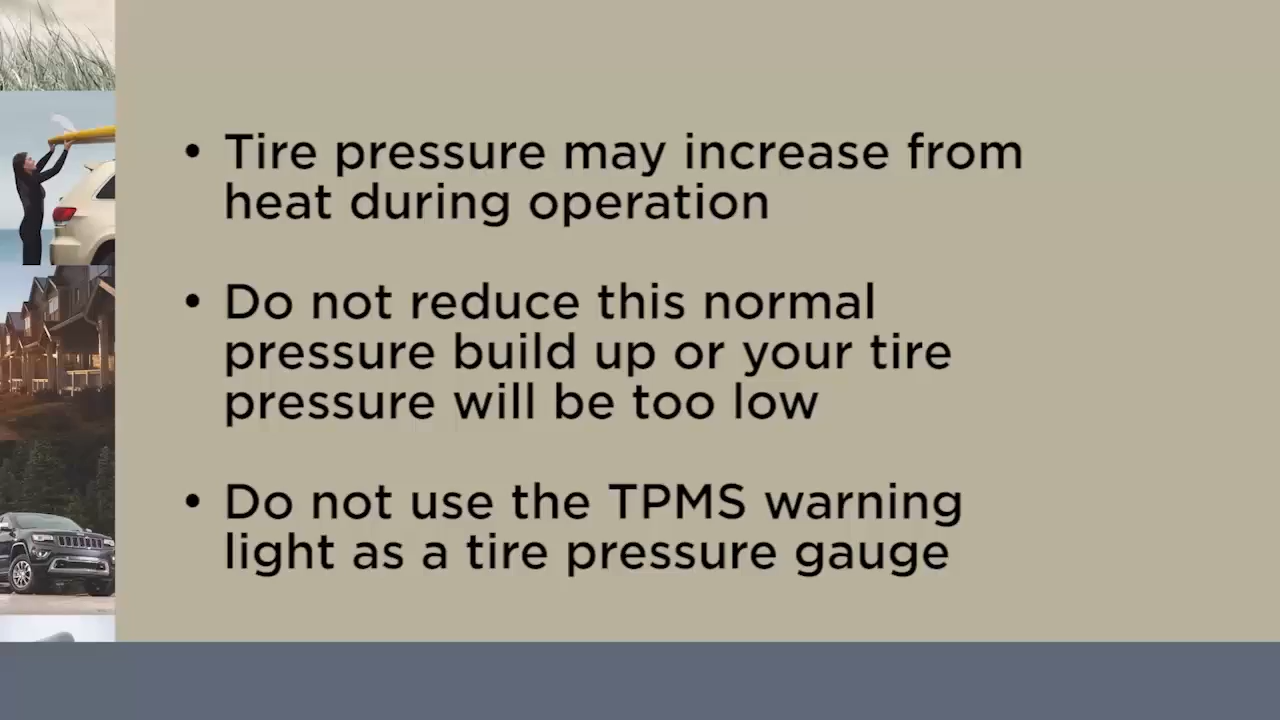 • Tire pressure may increase from
heat during operation
• Do not reduce this normal
pressure build up or your tire
pressure will be too low
• Do not use the TPMS warning
light as a tire pressure gauge